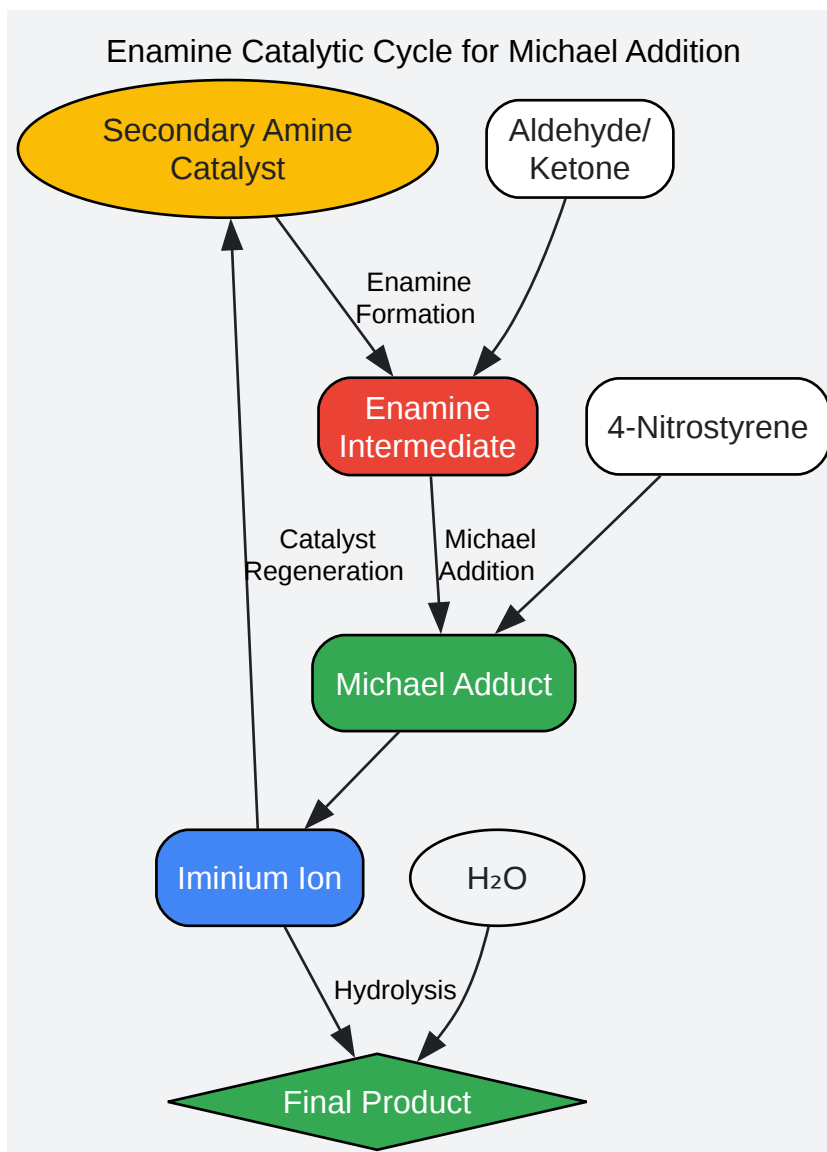 Enamine Catalytic Cycle for Michael Addition
Secondary Amine
Catalyst
Aldehyde/
Ketone
Enamine
Formation
Enamine
Intermediate
4-Nitrostyrene
Catalyst
Regeneration
Michael
Addition
Michael Adduct
Iminium Ion
H₂O
Hydrolysis
Final Product